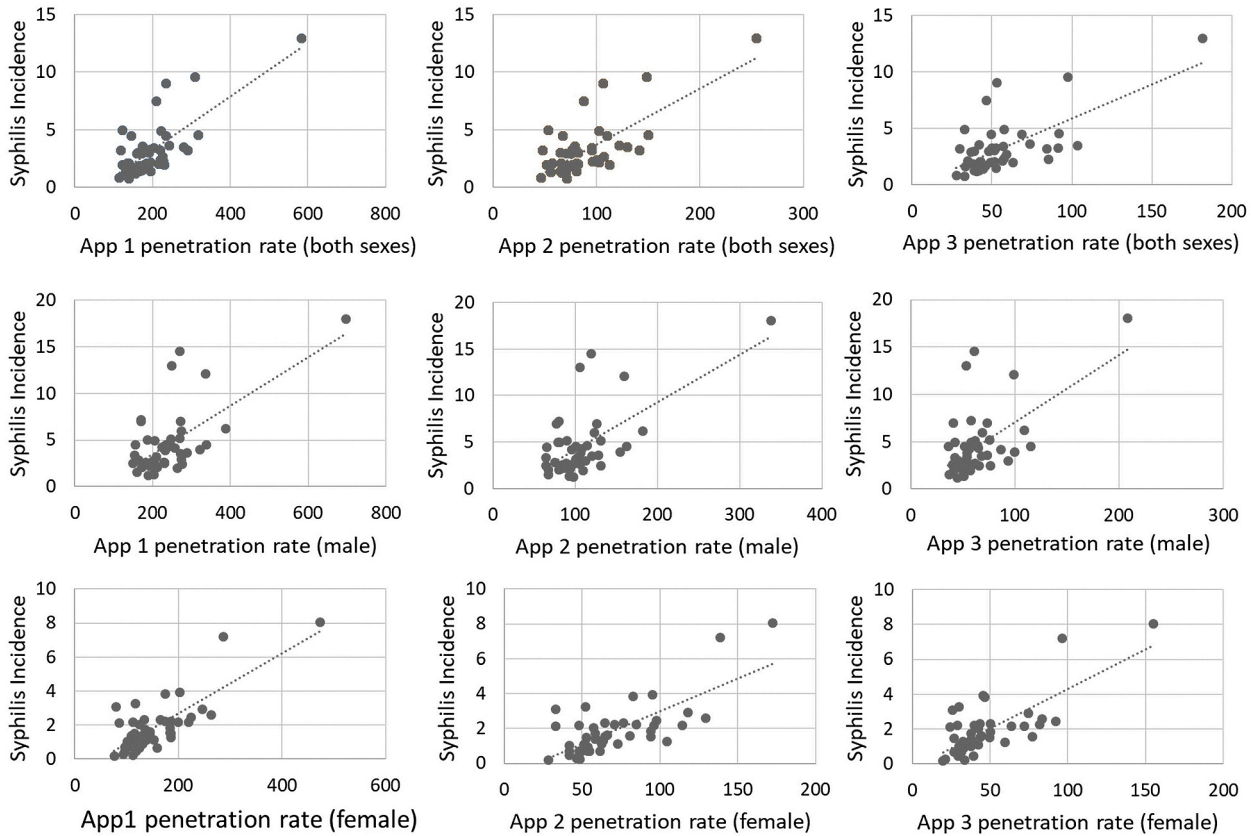 15
10
5
0
Syphilis Incidence
0 200 400 600 800
App 1 penetration rate (both sexes)
15
10
5
0
Syphilis Incidence
0 100 200 300
App 2 penetration rate (both sexes)
15
10
5
0
Syphilis Incidence
0 50 100 150 200
App 3 penetration rate (both sexes)
20
15
10
5
0
Syphilis Incidence
0 200 400 600 800
App 1 penetration rate (male)
20
15
10
5
0
Syphilis Incidence
0 100 200 300 400
App 2 penetration rate (male)
20
15
10
5
0
Syphilis Incidence
0 100 200 300
App 3 penetration rate (male)
8
6
4
2
0
Syphilis Incidence
0 200 400 600
App1 penetration rate (female)
10
8
6
4
2
0
Syphilis Incidence
0 50 100 150 200
App 2 penetration rate (female)
10
8
6
4
2
0
Syphilis Incidence
0 50 100 150 200
App 3 penetration rate (female)